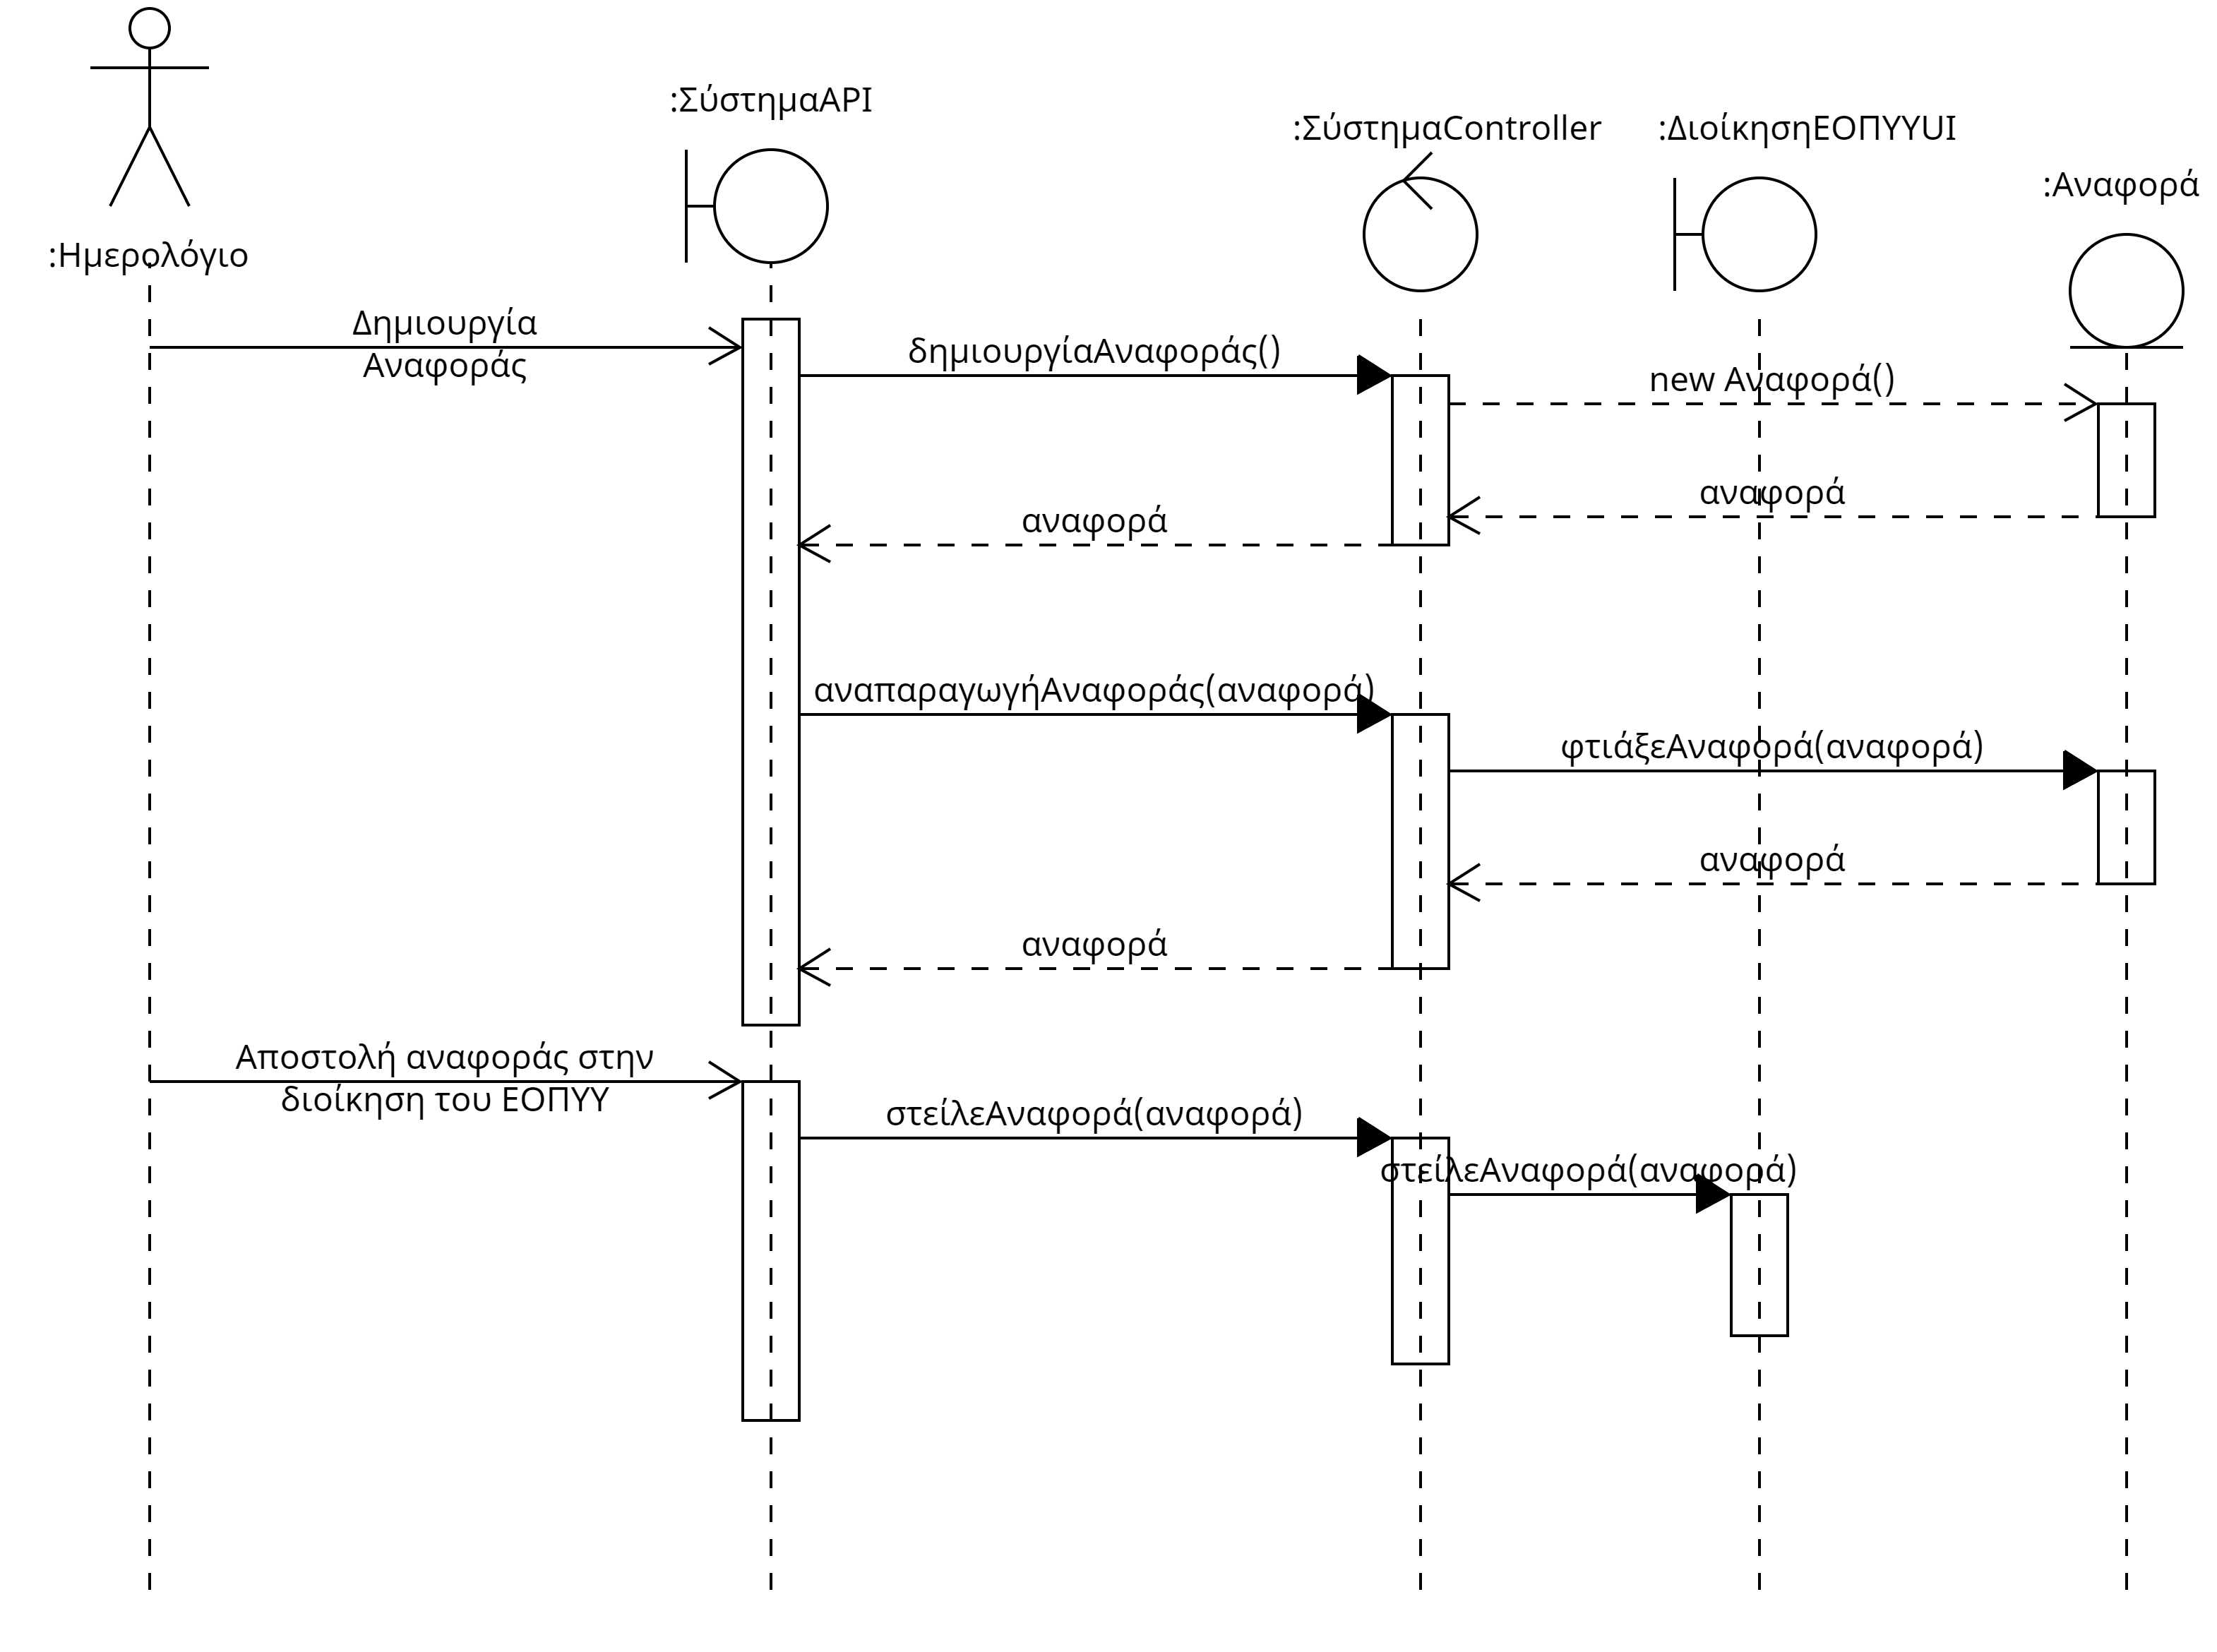 :ΣύστημαAPI
:ΣύστημαController
:ΔιοίκησηΕΟΠΥΥUI
:Αναφορά
:Ημερολόγιο
Δημιουργία
Αναφοράς
δημιουργίαΑναφοράς()
new Αναφορά()
αναφορά
αναφορά
αναπαραγωγήΑναφοράς(αναφορά)
φτιάξεΑναφορά(αναφορά)
αναφορά
αναφορά
Αποστολή αναφοράς στην
διοίκηση του ΕΟΠΥΥ
στείλεΑναφορά(αναφορά)
στείλεΑναφορά(αναφορά)